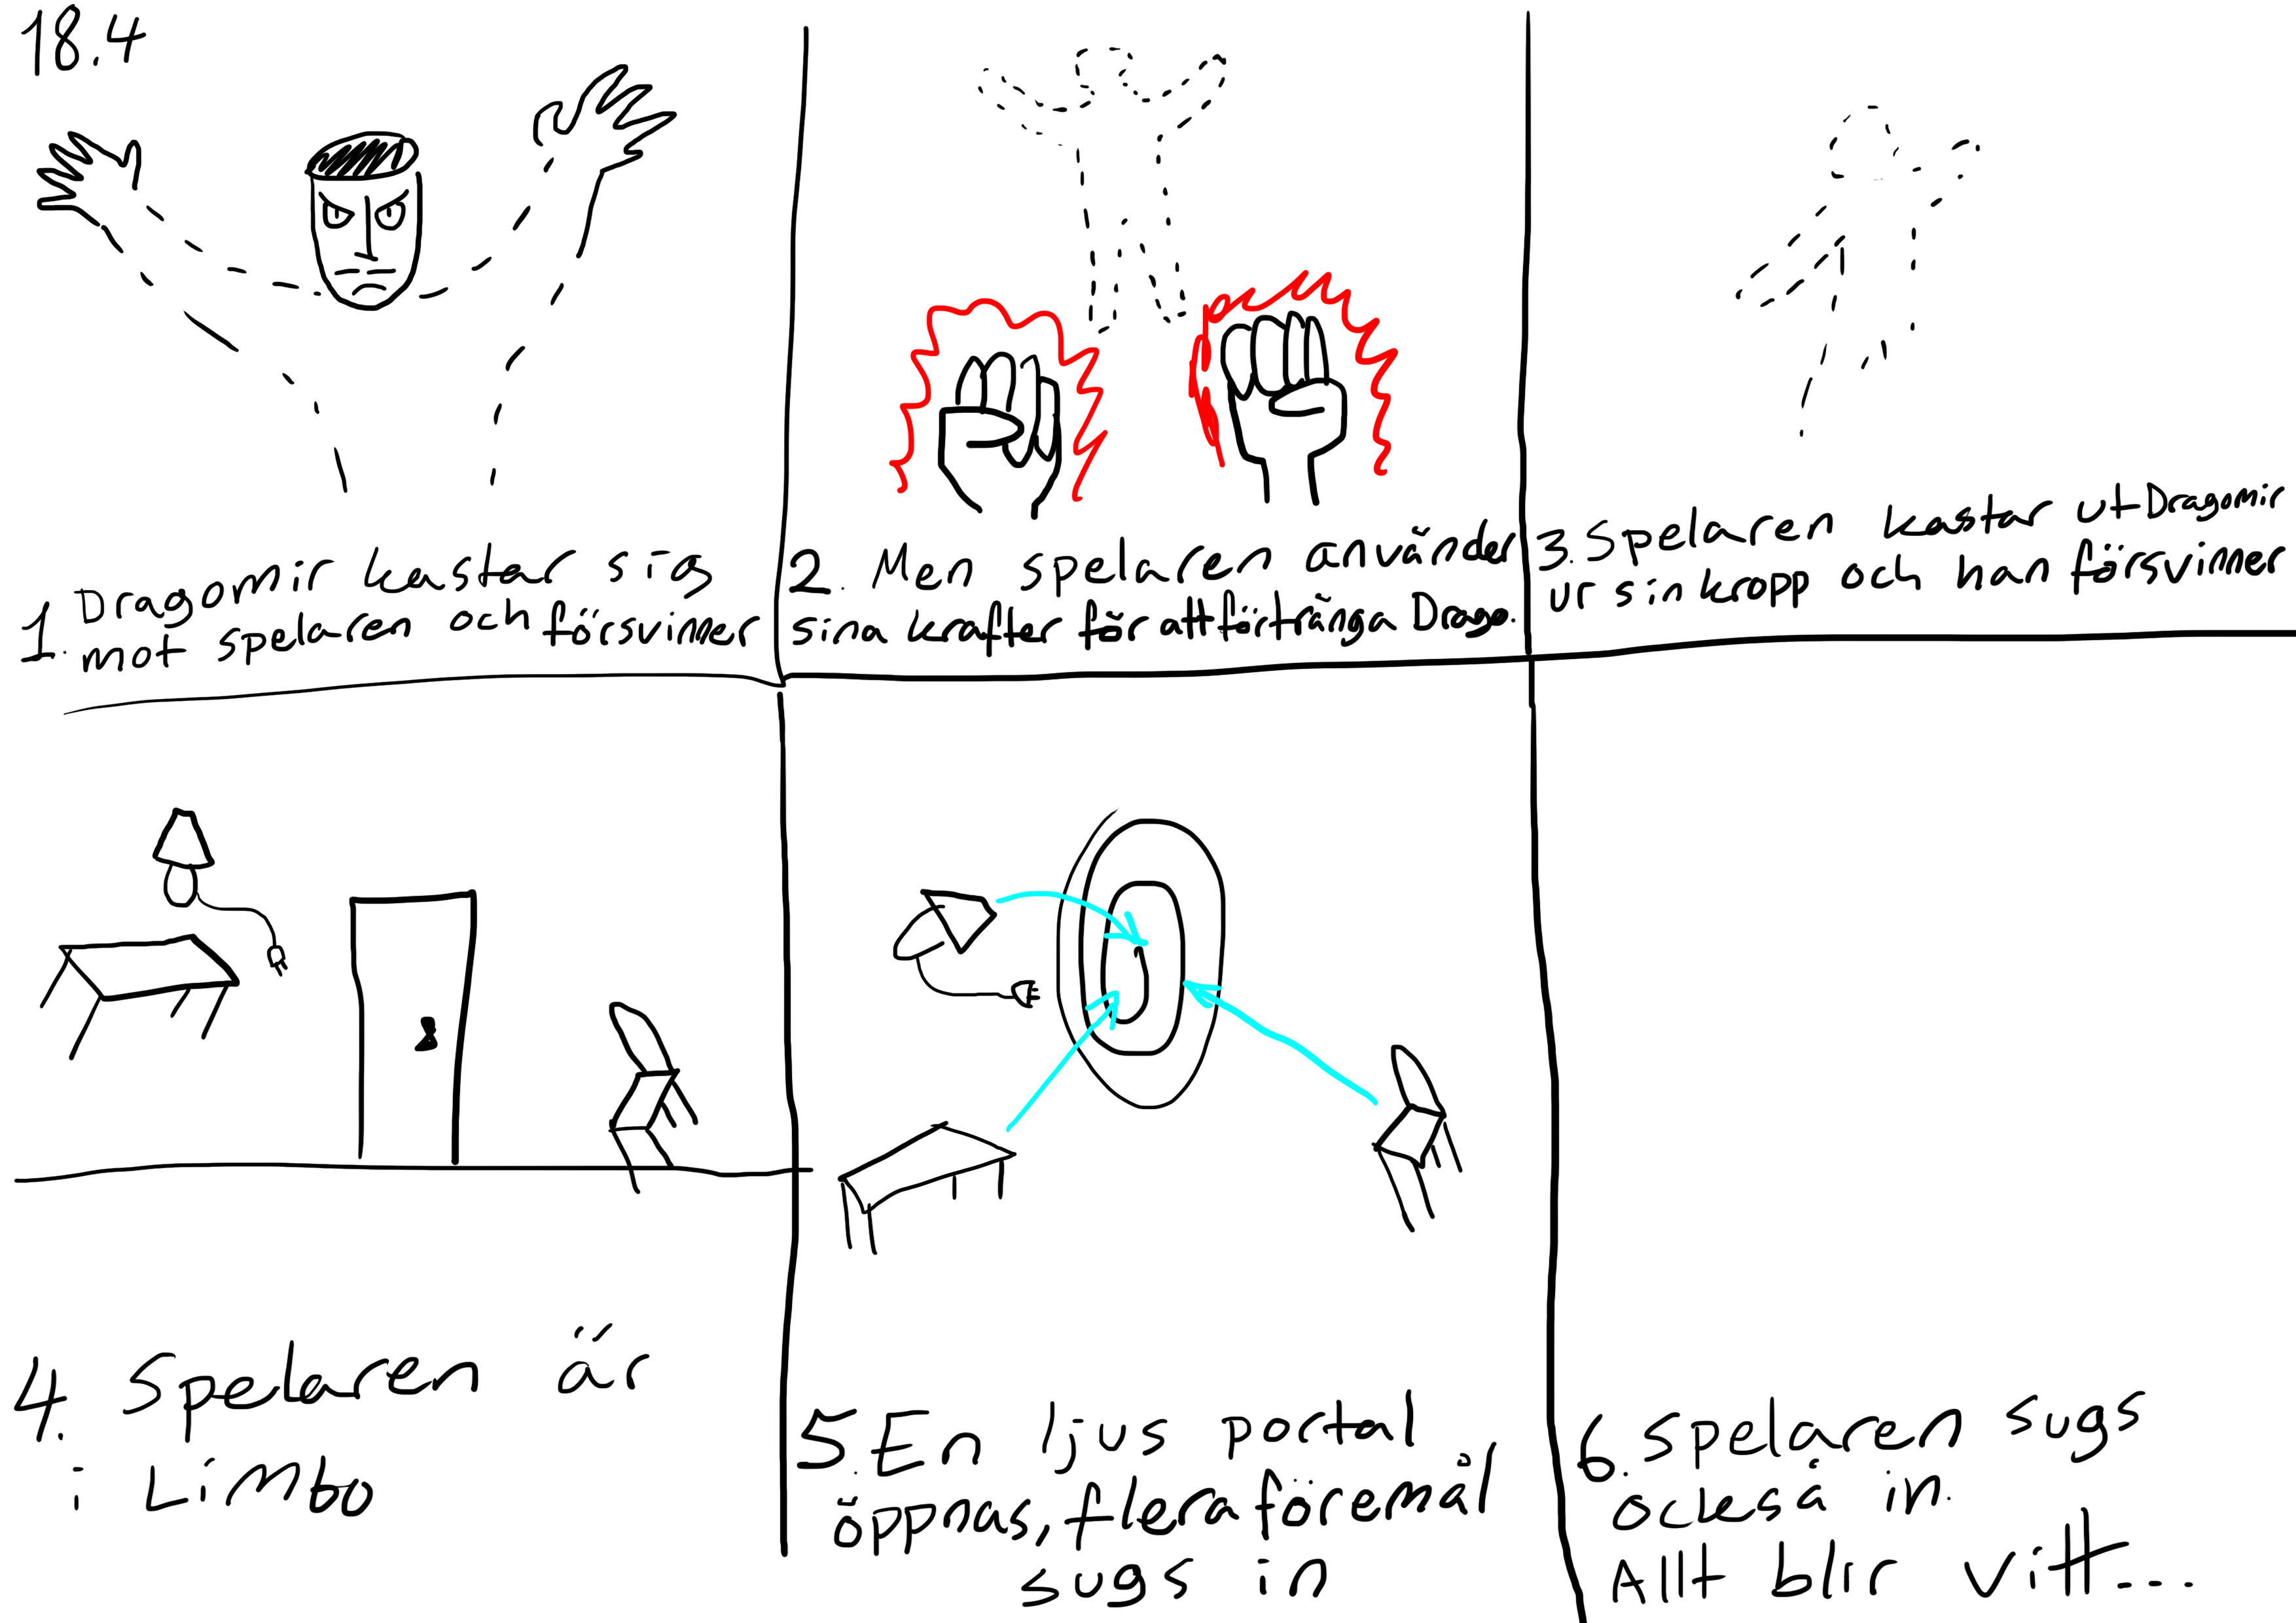 18.4
1. Dragomir kastar sig
mot spelaren och försvinner
2. Men spelaren använder
sina krafter för att förtränga Drago.
3. Spelaren kastar ut Dragomir
ur sin kropp och han försvinner
4. Spelaren är
i Limbo
5. En ljus portal
öppnas, flera föremål
sugs in
6. Spelaren sugs
också in.
Allt blir vitt...